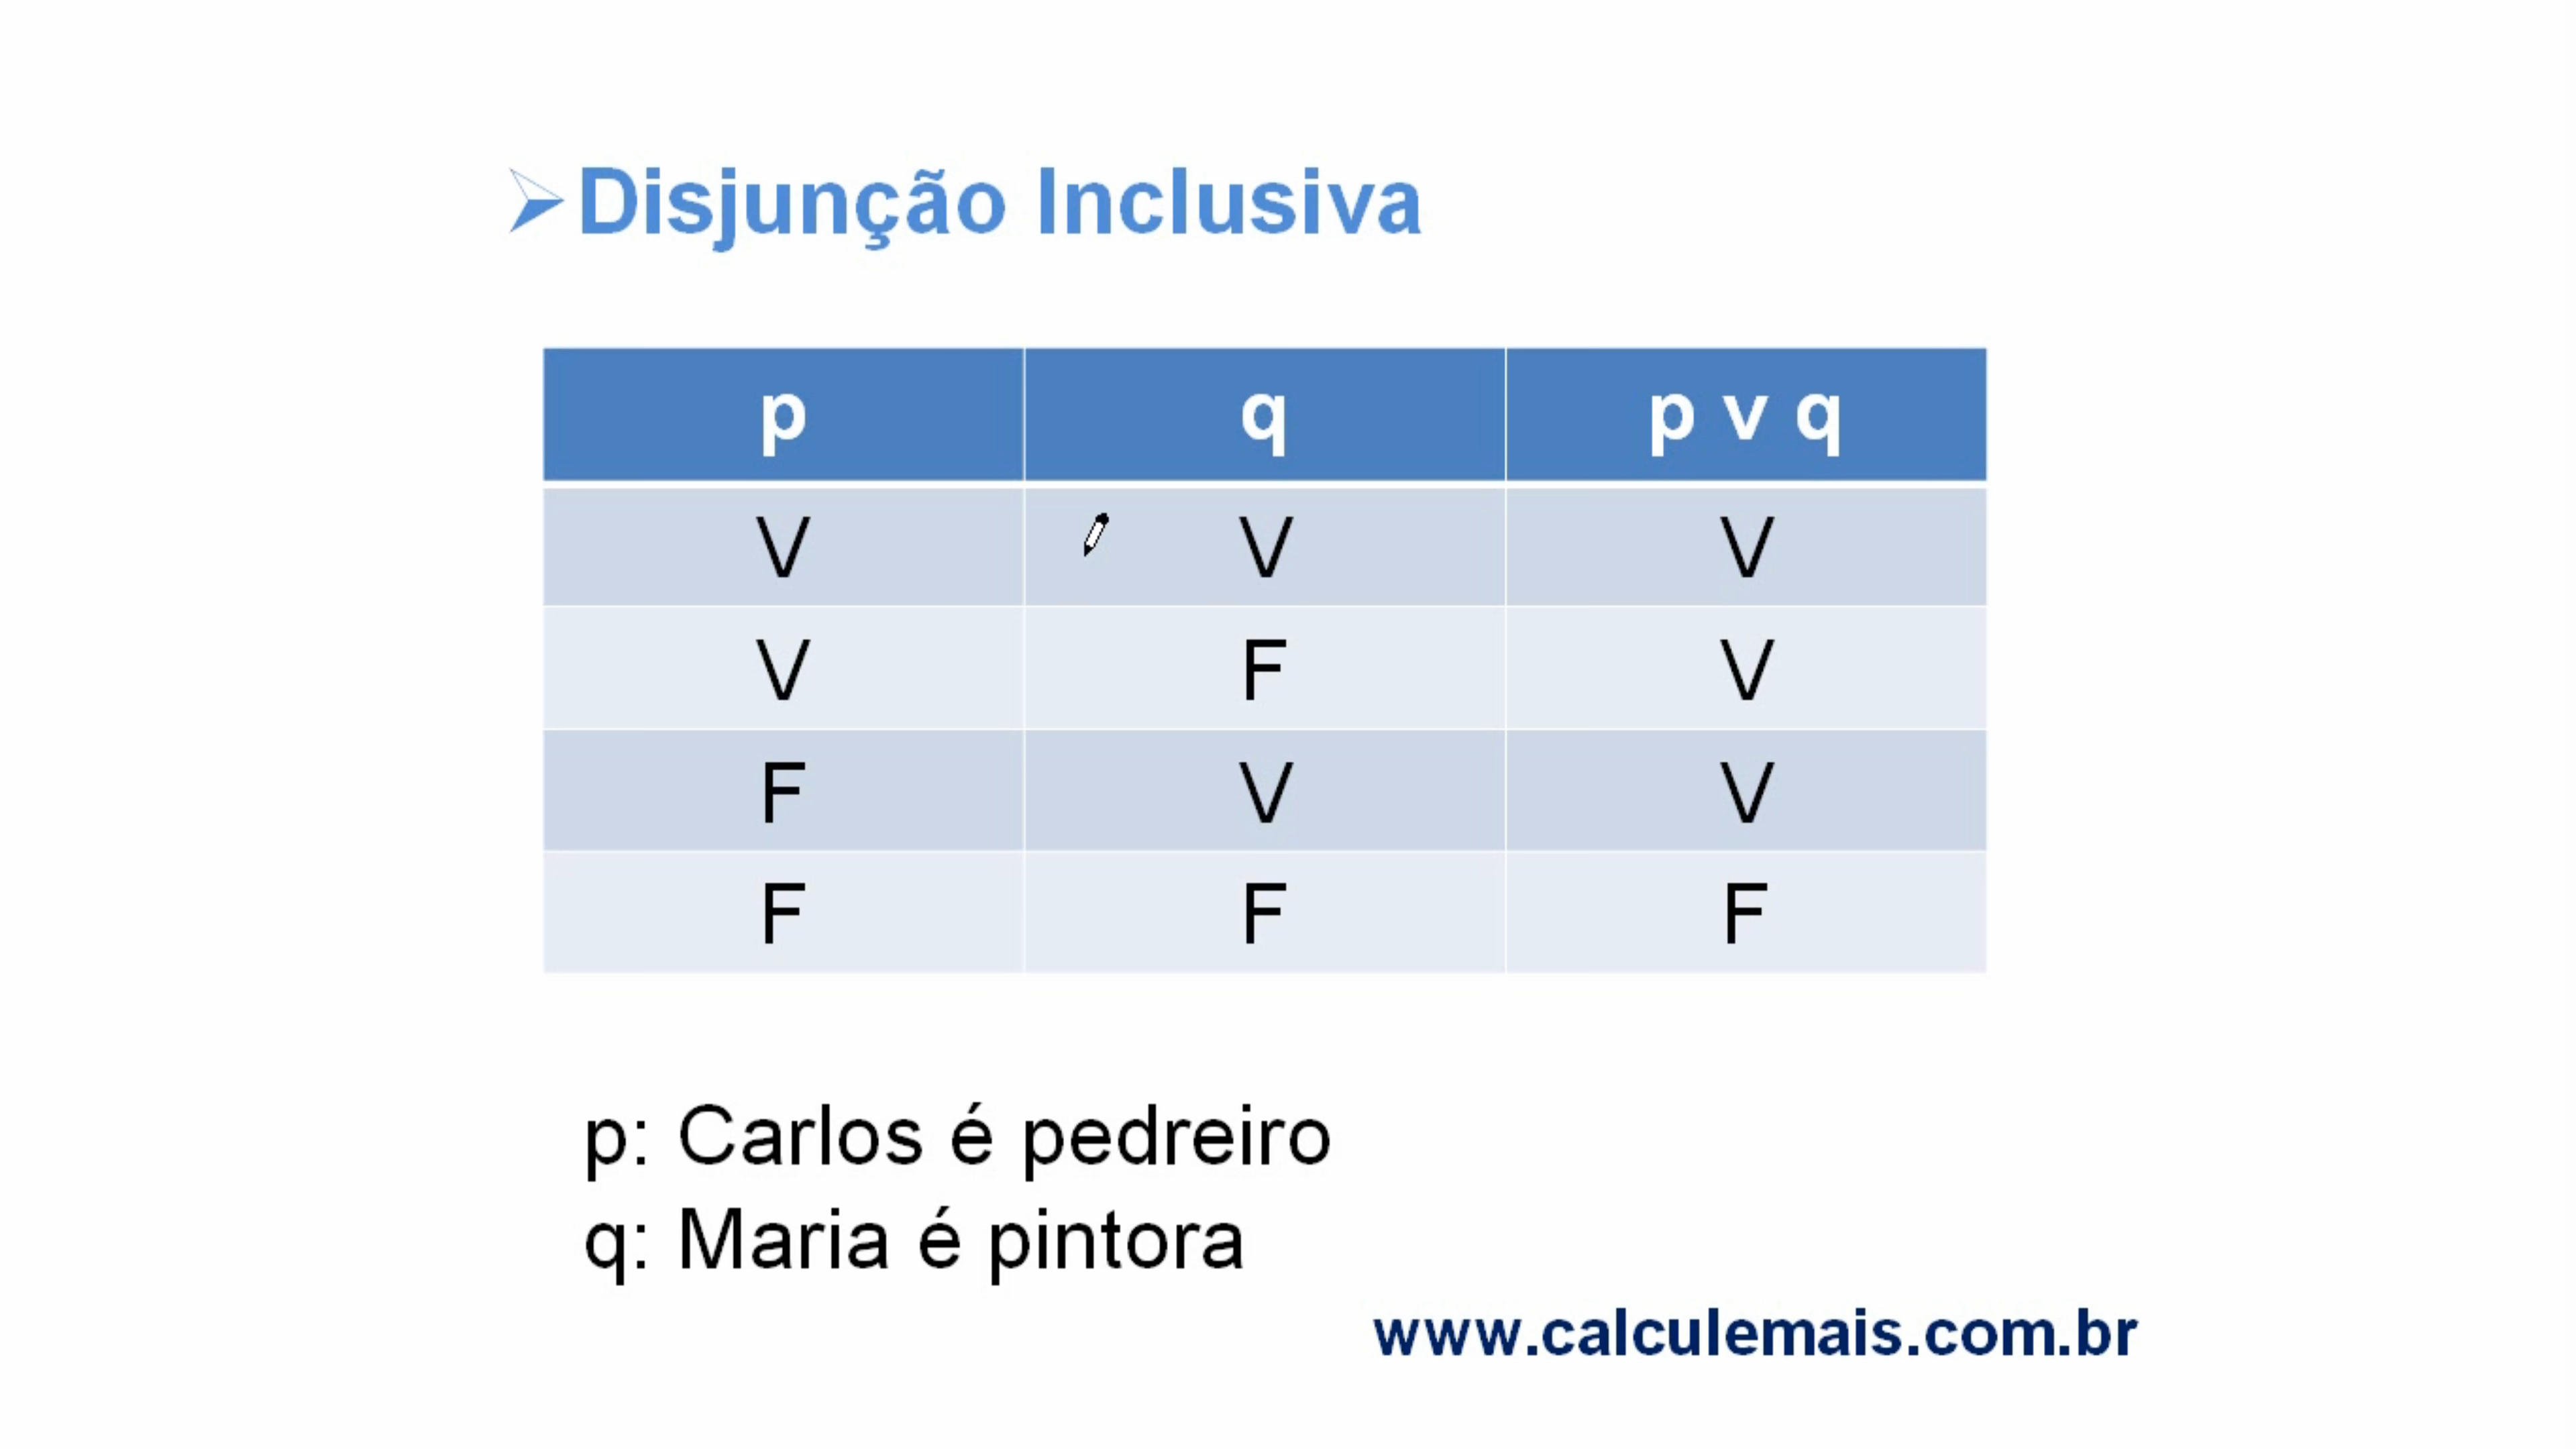 Disjunção Inclusiva
p q p v q
V V V
V F V
F V V
F F F
p: Carlos é pedreiro
q: Maria é pintora
www.calculemais.com.br